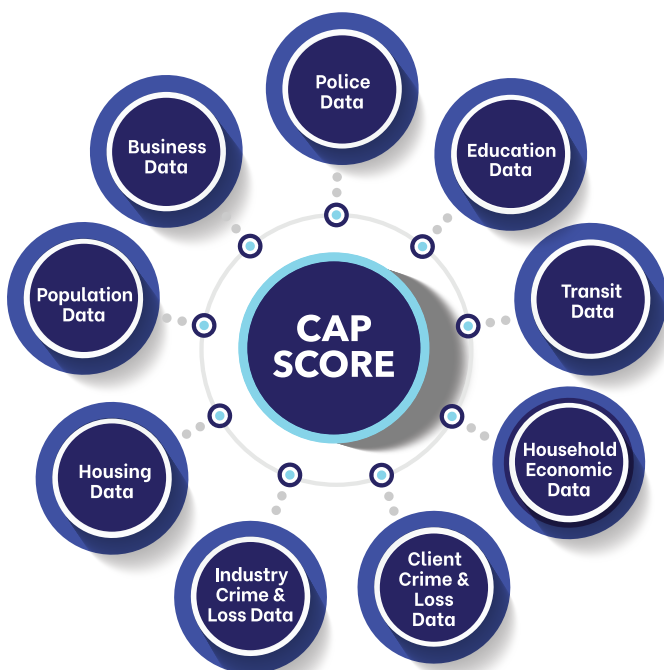 Police
Data
Education
Data
Transit
Data
Household
Economic
Data
Client
Crime &
Loss
Data
Industry
Crime &
Loss Data
Housing
Data
Population
Data
Business
Data
CAP
SCORE